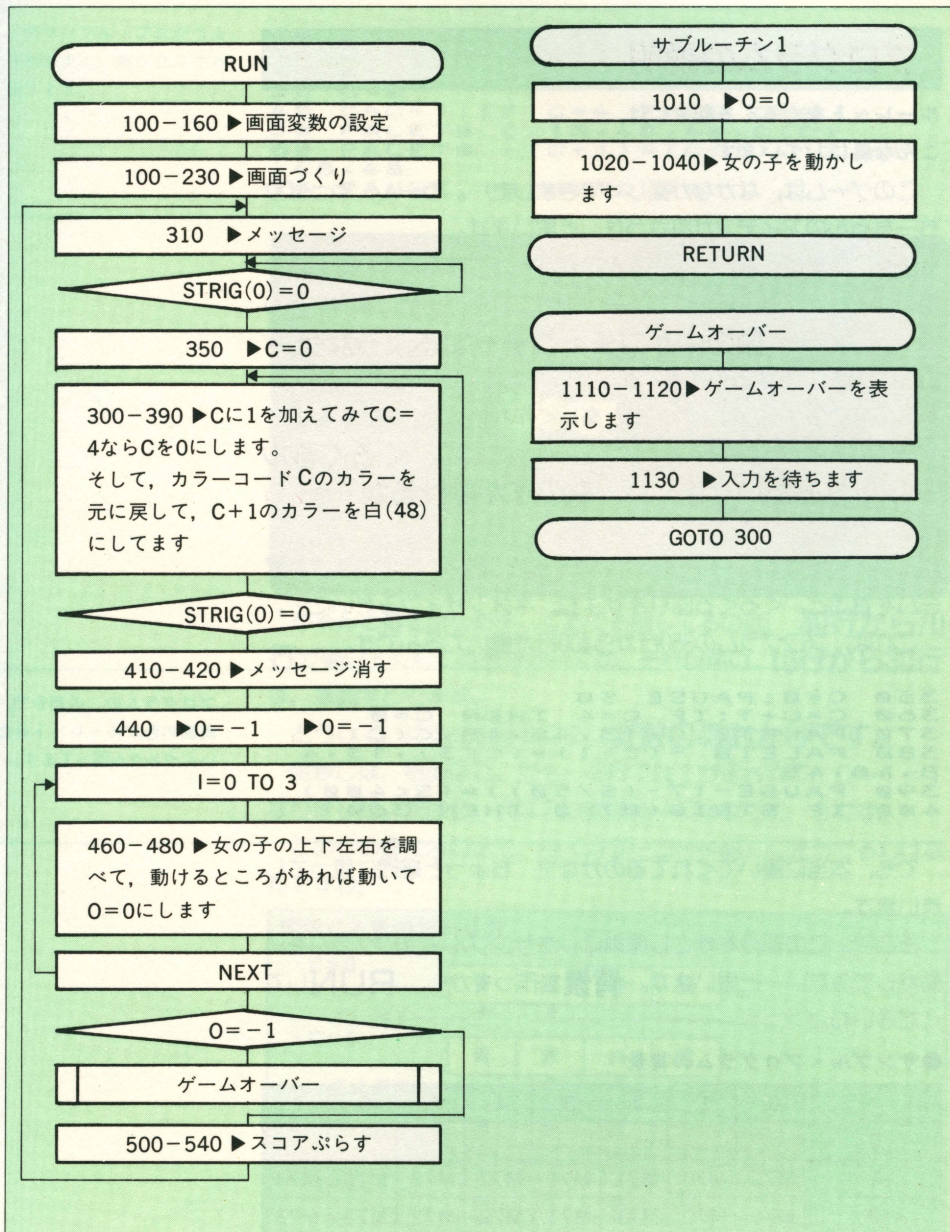 RUN
100-160 ▶画面変数の設定
100-230 ▶画面づくり
310 ▶メッセージ
STRIG(0)=0
350 ▶C=0
300-390 ▶Cに1を加えてみてC=
4ならCを0にします。
そして，カラーコードCのカラーを
元に戻して，C+1のカラーを白(48)
にしてます
STRIG(0)=0
410-420 ▶メッセージ消す
440 ▶O=-1 ▶O=-1
I=0 TO 3
460-480 ▶女の子の上下左右を調
べて，動けるところがあれば動いて
O=0にします
NEXT
O=-1
ゲームオーバー
500-540 ▶スコアぷらす
サブルーチン1
1010 ▶O=0
1020-1040▶女の子を動かし
ます
RETURN
ゲームオーバー
1110-1120▶ゲームオーバーを表
示します
1130 ▶入力を待ちます
GOTO 300